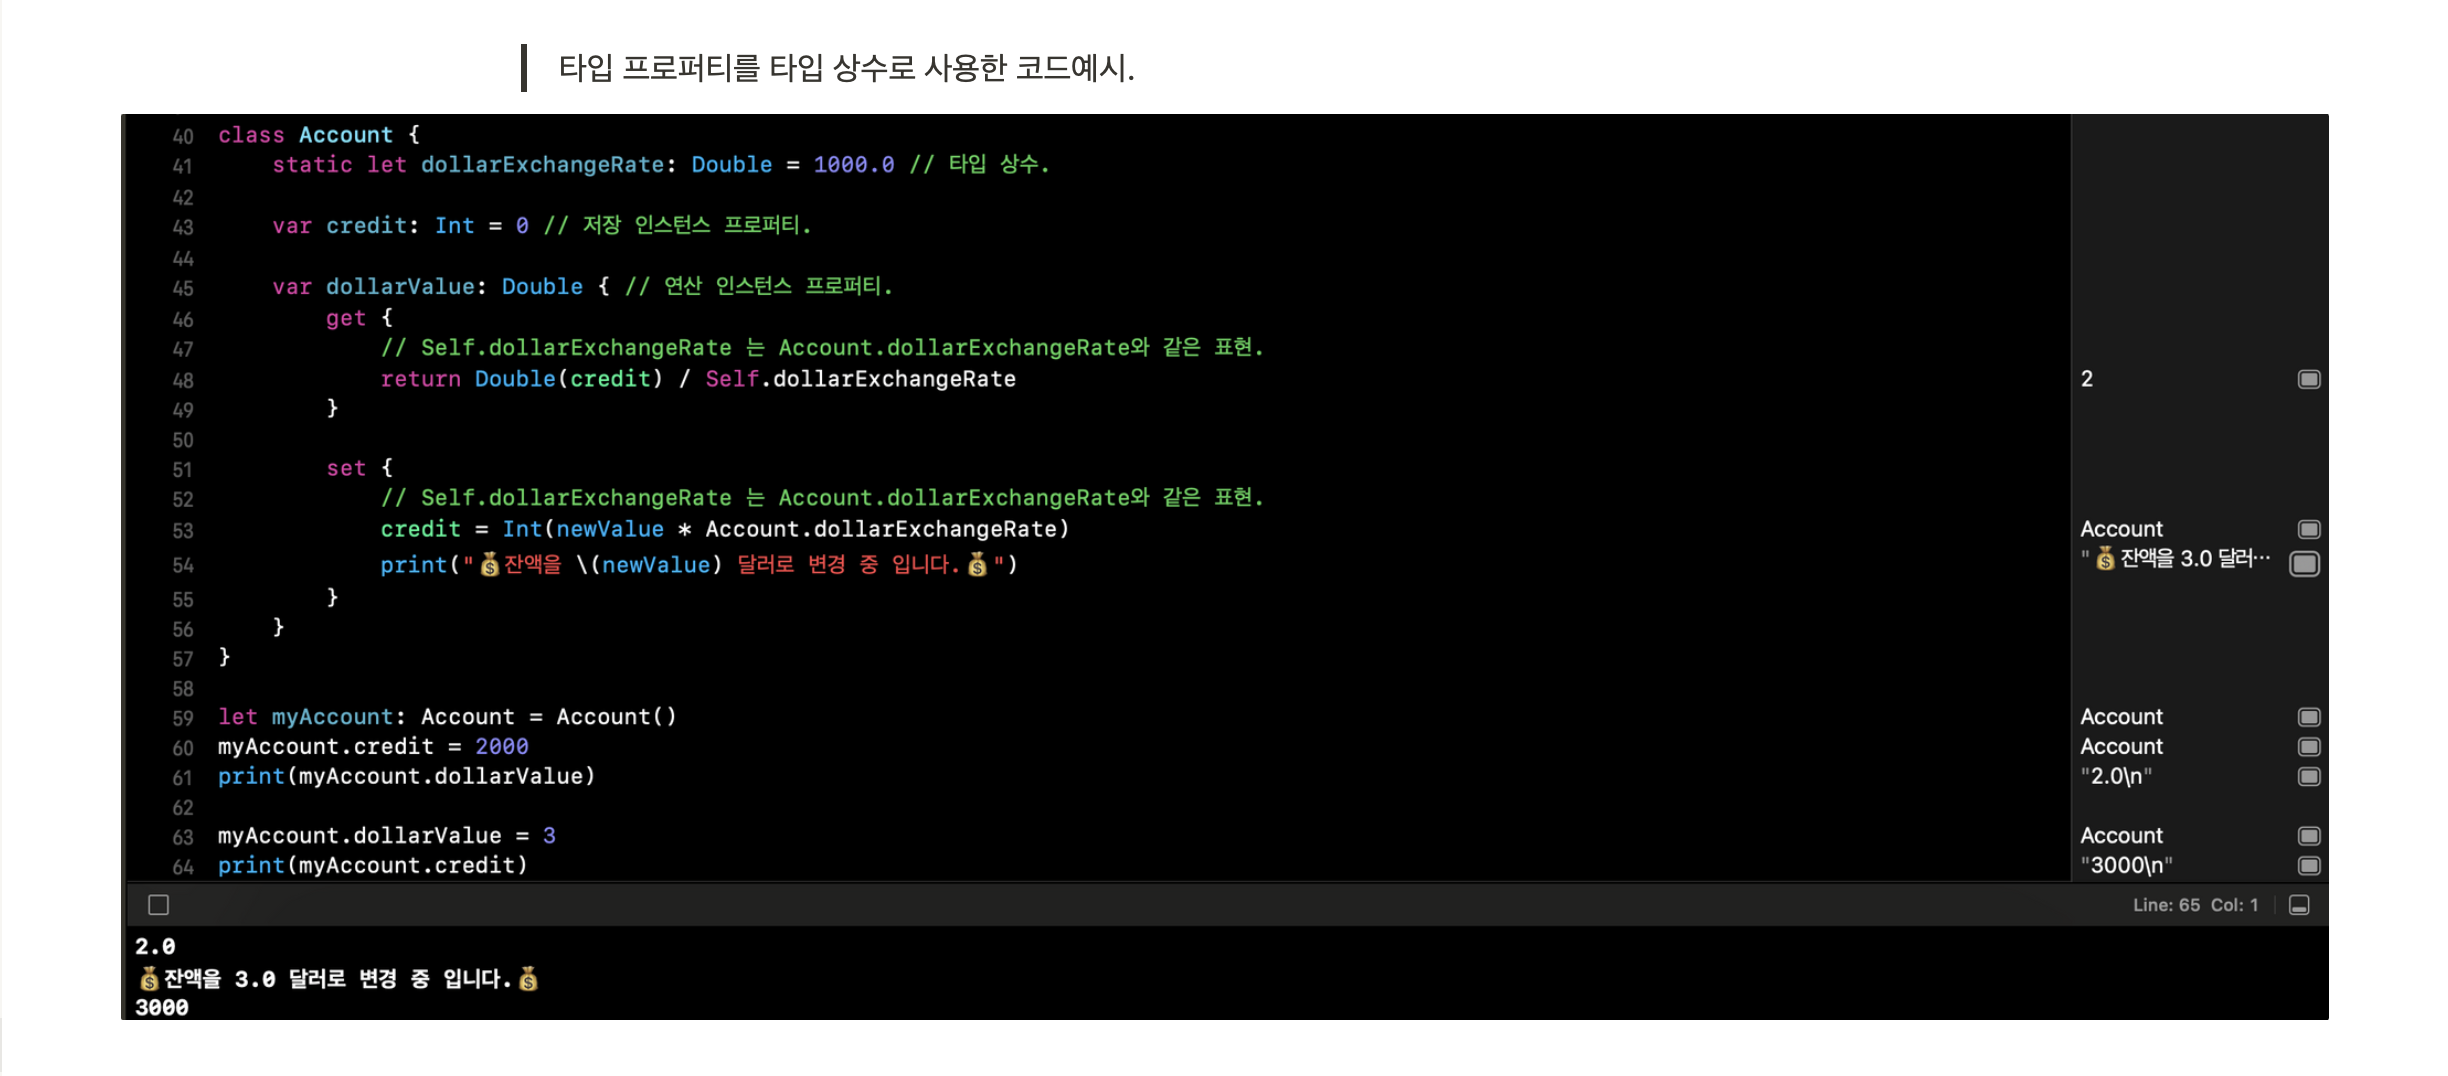 타입 프로퍼티를 타입 상수로 사용한 코드예시.
40 class Account {
41     static let dollarExchangeRate: Double = 1000.0 // 타입 상수.
42
43     var credit: Int = 0 // 저장 인스턴스 프로퍼티.
44
45     var dollarValue: Double { // 연산 인스턴스 프로퍼티.
46         get {
47             // Self.dollarExchangeRate 는 Account.dollarExchangeRate와 같은 표현.
48             return Double(credit) / Self.dollarExchangeRate 2
49         }
50
51         set {
52             // Self.dollarExchangeRate 는 Account.dollarExchangeRate와 같은 표현.
53             credit = Int(newValue * Account.dollarExchangeRate) Account
54             print("💰잔액을 \(newValue) 달러로 변경 중 입니다.💰") "💰잔액을 3.0 달러…
55         }
56     }
57 }
58
59 let myAccount: Account = Account() Account
60 myAccount.credit = 2000 Account
61 print(myAccount.dollarValue) "2.0\n"
62
63 myAccount.dollarValue = 3 Account
64 print(myAccount.credit) "3000\n"
Line: 65 Col: 1
2.0
💰잔액을 3.0 달러로 변경 중 입니다.💰
3000